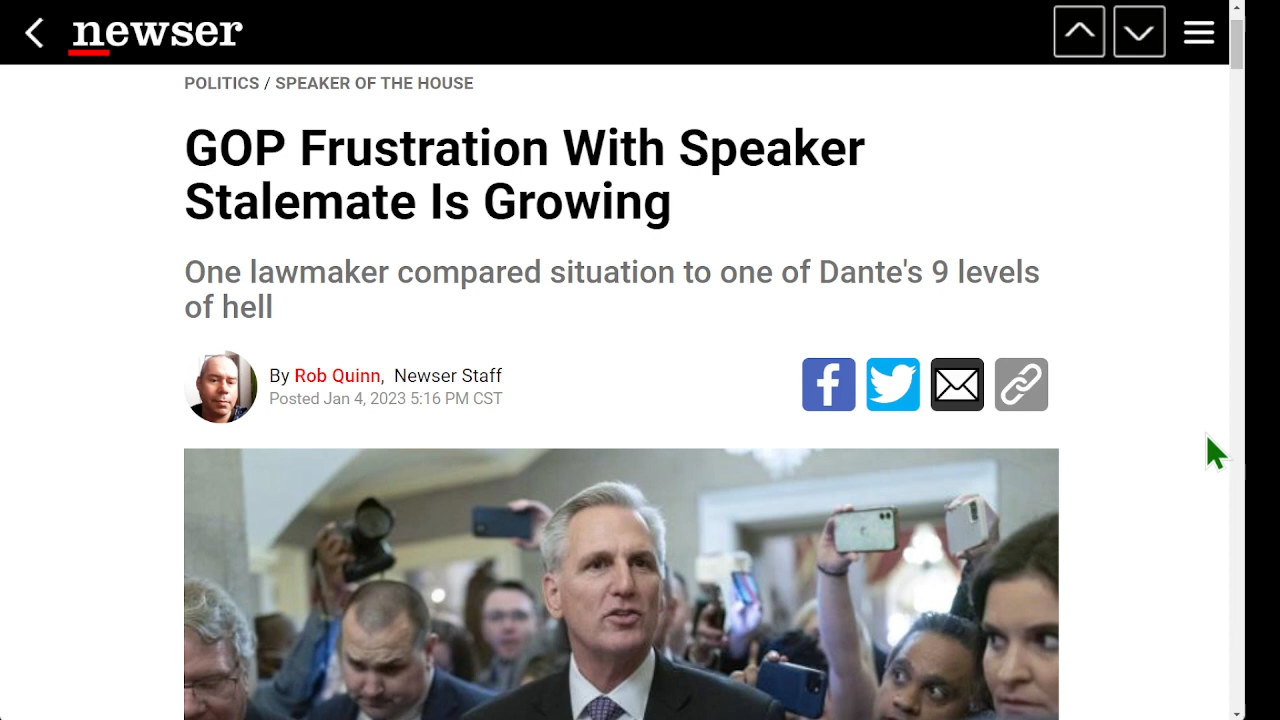 newser
POLITICS / SPEAKER OF THE HOUSE
GOP Frustration With Speaker
Stalemate Is Growing
One lawmaker compared situation to one of Dante's 9 levels
of hell
By Rob Quinn, Newser Staff
Posted Jan 4, 2023 5:16 PM CST